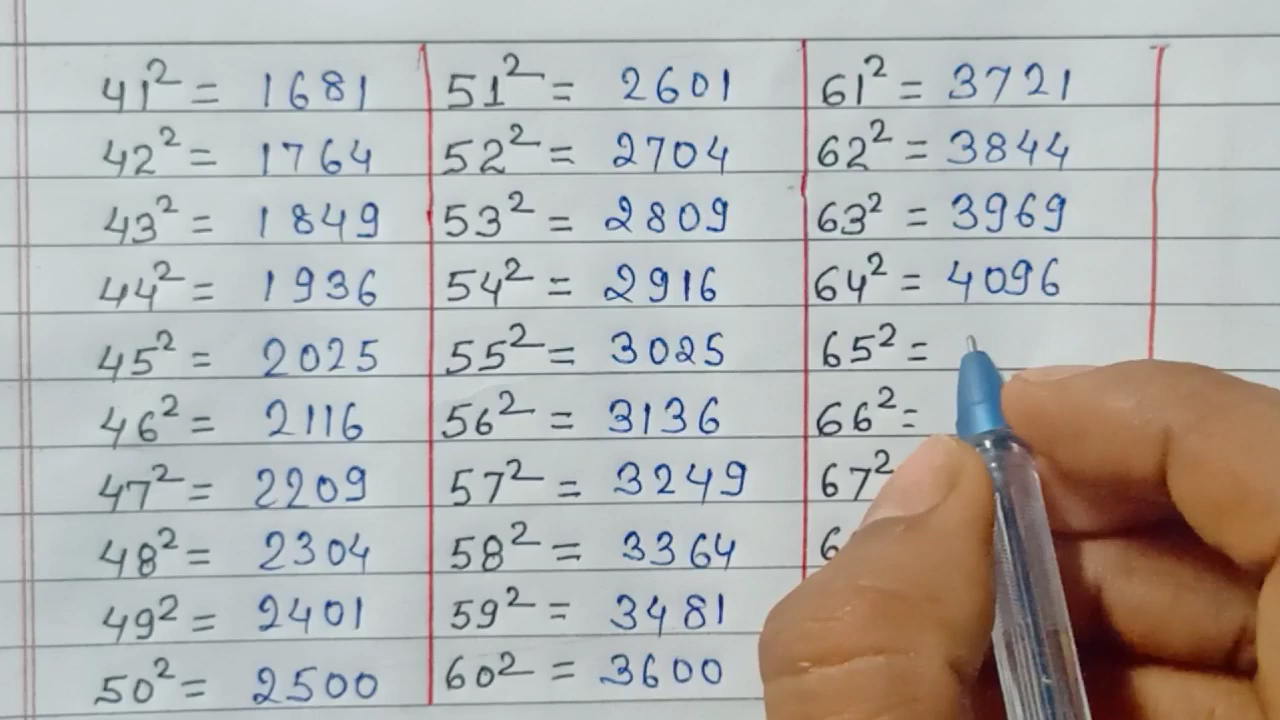 41² = 1681
42² = 1764
43² = 1849
44² = 1936
45² = 2025
46² = 2116
47² = 2209
48² = 2304
49² = 2401
50² = 2500
51² = 2601
52² = 2704
53² = 2809
54² = 2916
55² = 3025
56² = 3136
57² = 3249
58² = 3364
59² = 3481
60² = 3600
61² = 3721
62² = 3844
63² = 3969
64² = 4096
65² =
66² =
67²
6